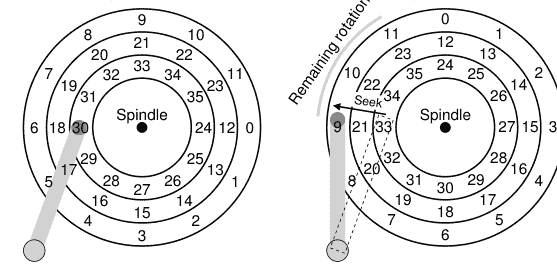 9
8 10
21
20 22
7 33 11
32 34
19 23
31 35
Spindle
6 18 30 24 12 0
29 25
17 13
5 28 26 1
27
16 14
15
4 2
3
Remaining rotation
0
11 1
12
23 13
10 24 2
22 25
34 26 14
Seek
Spindle
9 21 33 27 15 3
32 28
20 16
8 31 29 4
30
19 17
18
7 5
6